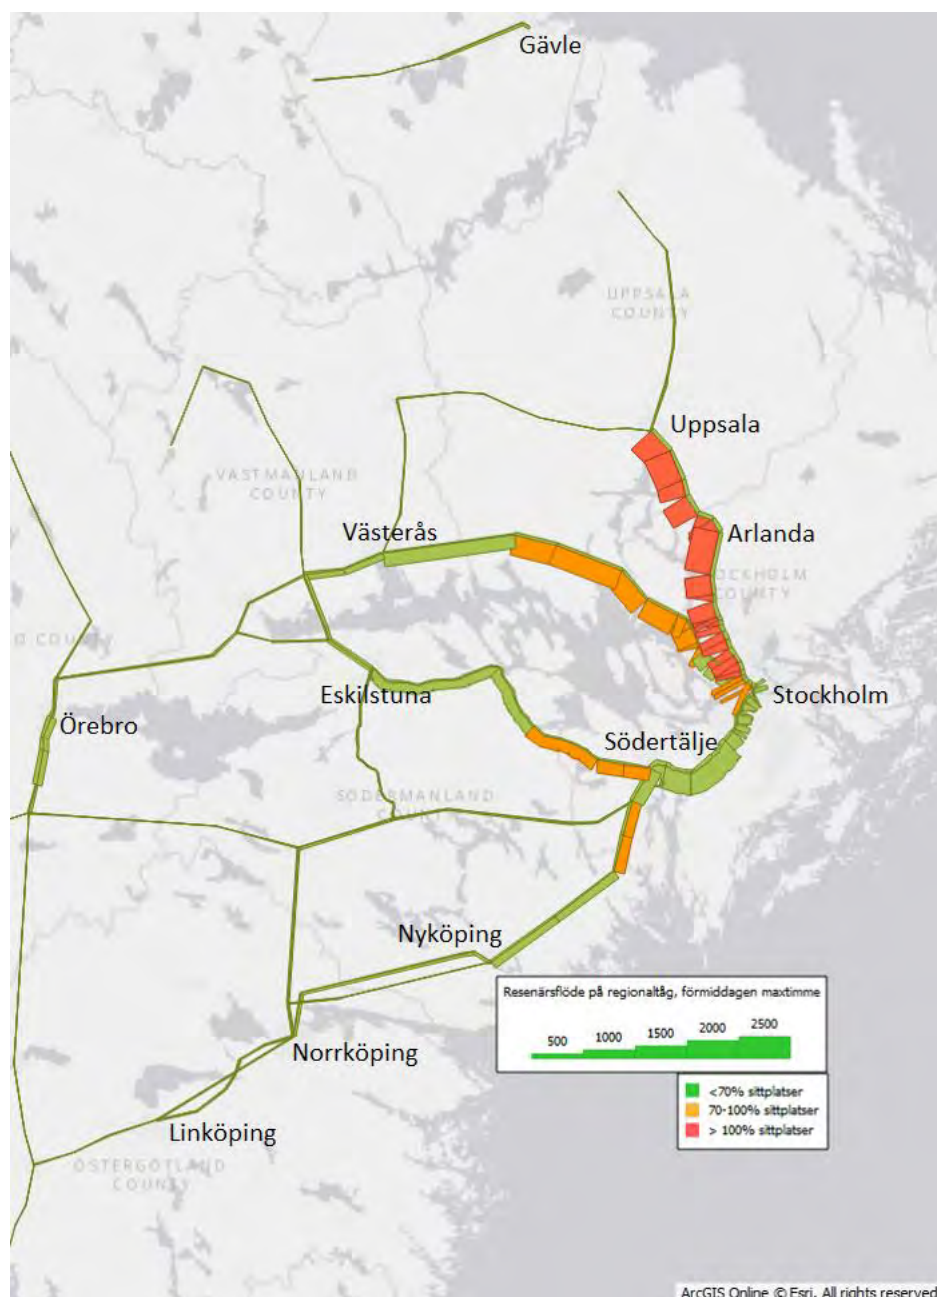 Gävle
UPPSALA
COUNTY
Uppsala
VÄSTMANLAND
COUNTY
Västerås
Arlanda
STOCKHOLM
COUNTY
O COUNTY
Eskilstuna
Stockholm
Örebro
Södertälje
SÖDERMANLAND
COUNTY
Nyköping
Resenärsflöde på regionaltåg, förmiddagen maxtimme
500 1000 1500 2000 2500
Norrköping
<70% sittplatser
70-100% sittplatser
> 100% sittplatser
Linköping
ÖSTERGÖTLAND
COUNTY
ArcGIS Online © Esri. All rights reserved